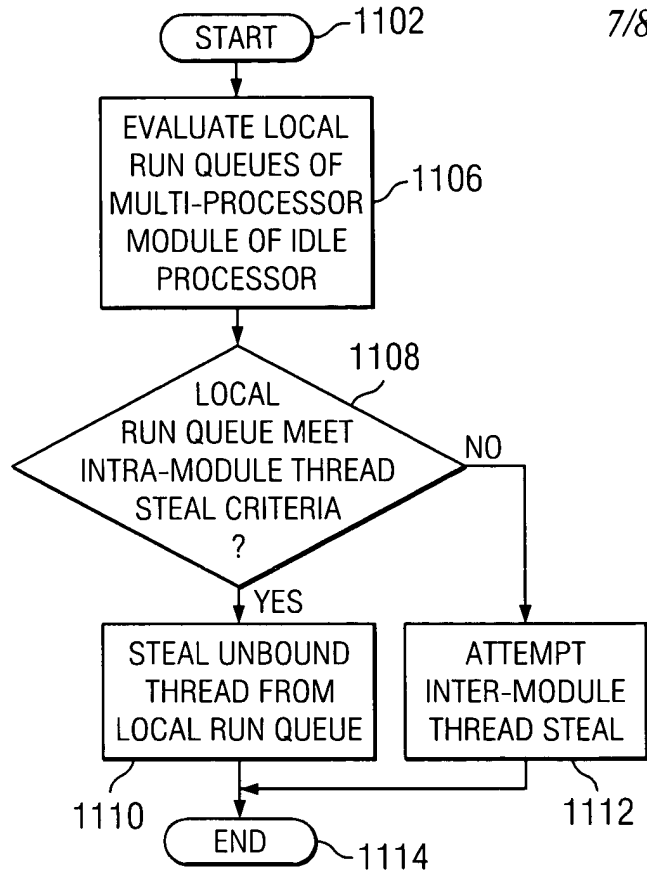 START
1102
7/8
EVALUATE LOCAL
RUN QUEUES OF
MULTI-PROCESSOR
MODULE OF IDLE
PROCESSOR
1106
1108
LOCAL
RUN QUEUE MEET
INTRA-MODULE THREAD
STEAL CRITERIA
?
NO
YES
STEAL UNBOUND
THREAD FROM
LOCAL RUN QUEUE
ATTEMPT
INTER-MODULE
THREAD STEAL
1110
1112
END
1114